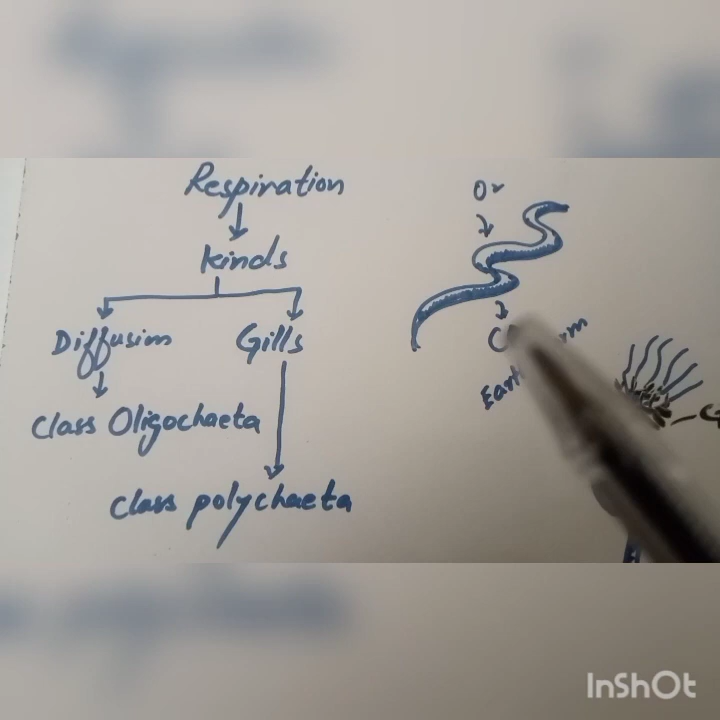 Respiration
kinds
Diffusion
Gills
class Oligochaeta
class polychaeta
O2
InShOt